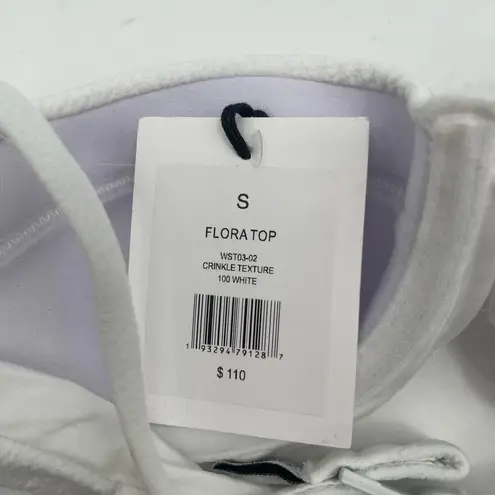 S
FLORA TOP
WST03-02
CRINKLE TEXTURE
100 WHITE
1 93294 79128 7
$ 110